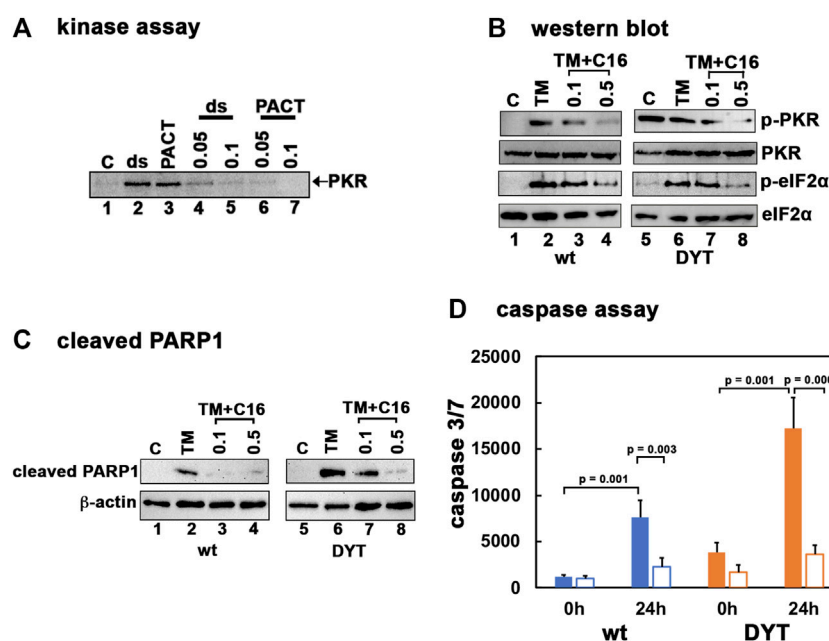 A kinase assay
ds PACT
C ds PACT 0.05 0.1 0.05 0.1
←PKR
1 2 3 4 5 6 7
B western blot
TM+C16 TM+C16
C TM 0.1 0.5 C TM 0.1 0.5
p-PKR
PKR
p-eIF2α
eIF2α
1 2 3 4 5 6 7 8
wt DYT
C cleaved PARP1
TM+C16 TM+C16
C TM 0.1 0.5 C TM 0.1 0.5
cleaved PARP1
β-actin
1 2 3 4 5 6 7 8
wt DYT
D caspase assay
caspase 3/7
25000
20000
15000
10000
5000
0
p = 0.001 p = 0.003 p = 0.001 p = 0.000
0h 24h 0h 24h
wt DYT